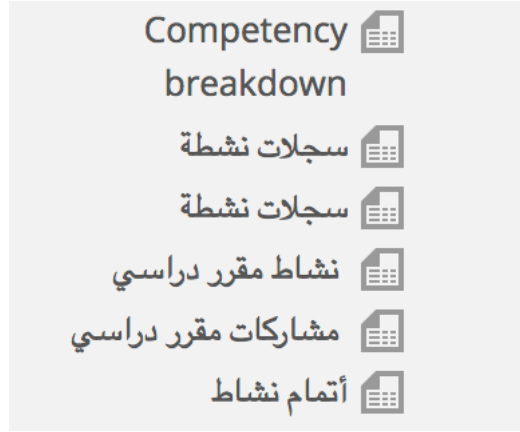 Competency
breakdown
سجلات نشطة
سجلات نشطة
نشاط مقرر دراسي
مشاركات مقرر دراسي
أتمام نشاط